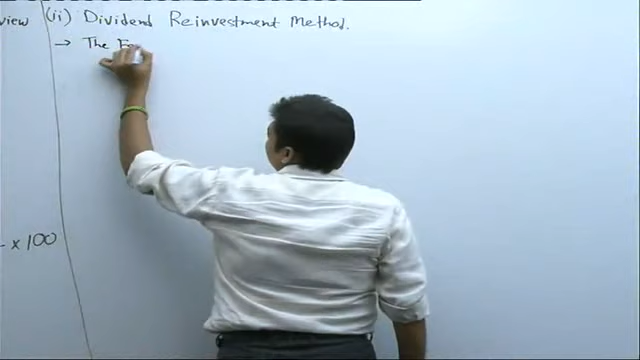 view
(ii) Dividend Reinvestment Method.
→ The
x 100